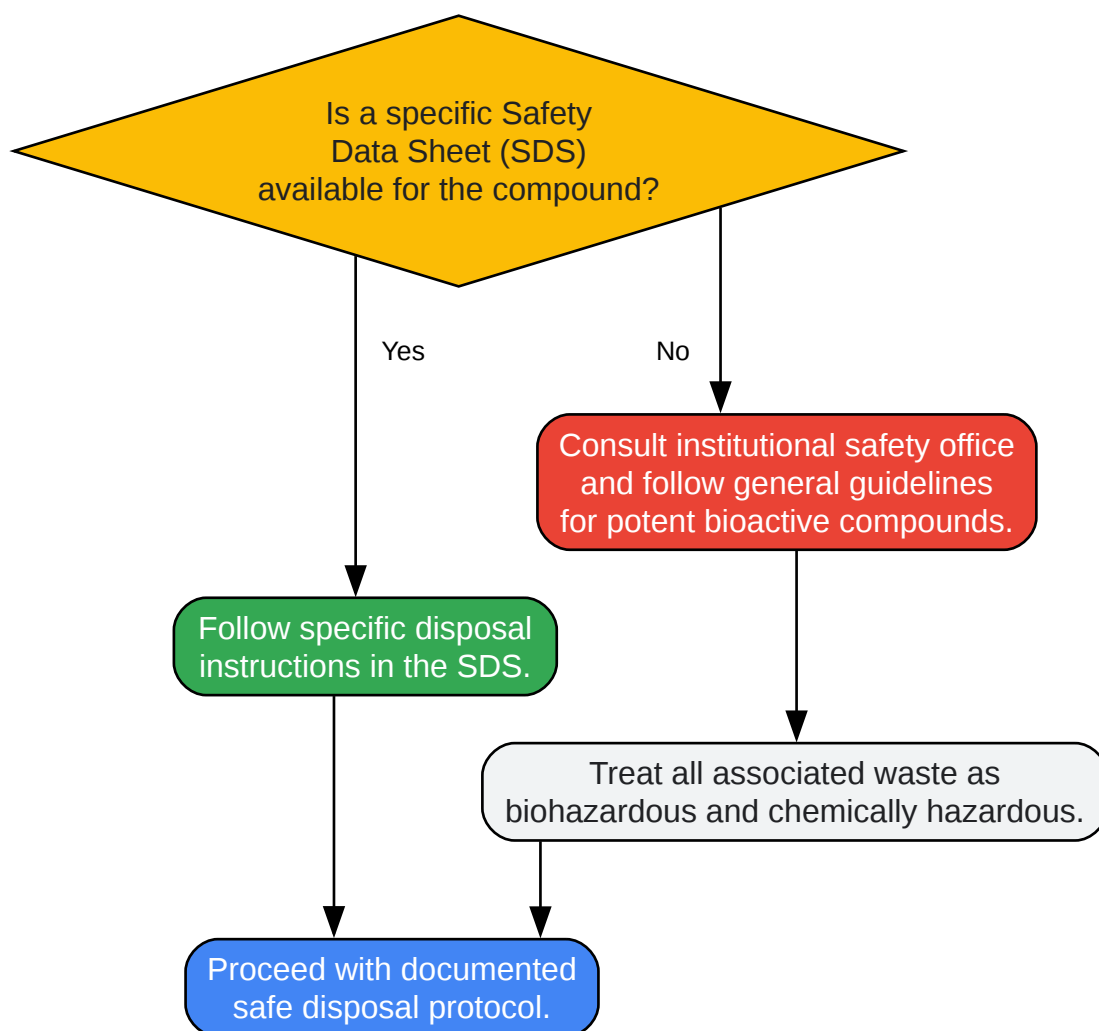 Is a specific Safety
Data Sheet (SDS)
available for the compound?
Yes
No
Consult institutional safety office
and follow general guidelines
for potent bioactive compounds.
Follow specific disposal
instructions in the SDS.
Treat all associated waste as
biohazardous and chemically hazardous.
Proceed with documented
safe disposal protocol.